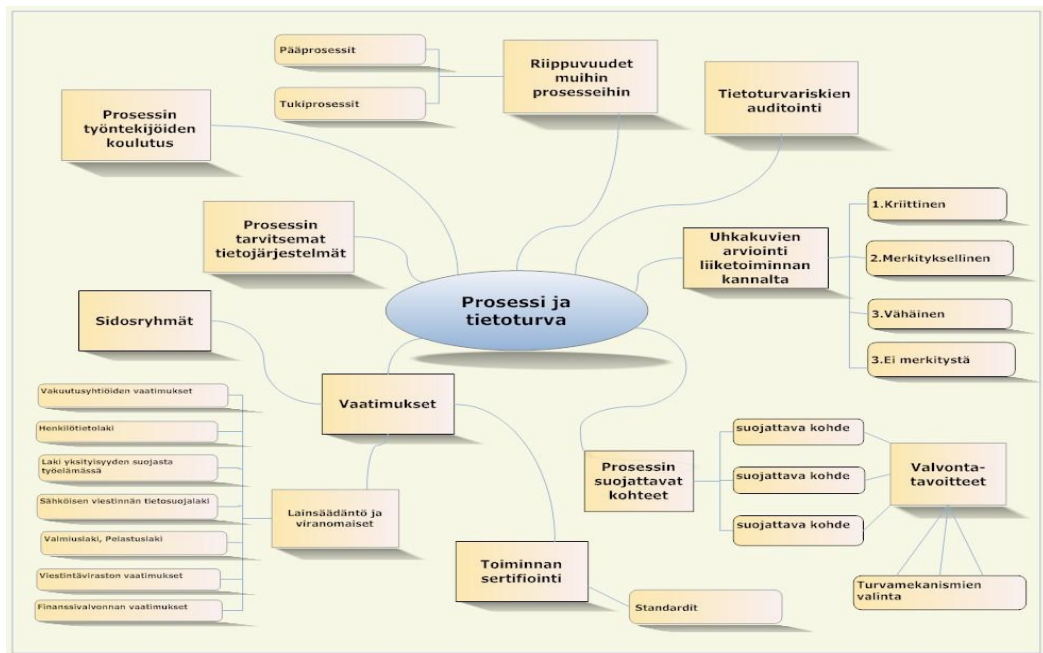 Pääprosessit
Tukiprosessit
Riippuvuudet
muihin
prosesseihin
Tietoturvariskien
auditointi
Prosessin
työntekijöiden
koulutus
Prosessin
tarvitsemat
tietojärjestelmät
Uhkakuvien
arviointi
liiketoiminnan
kannalta
1.Kriittinen
2.Merkityksellinen
3.Vähäinen
3.Ei merkitystä
Prosessi ja
tietoturva
Sidosryhmät
Vaatimukset
Vakuutusyhtiöiden vaatimukset
Henkilötietolaki
Laki yksityisyyden suojasta
työelämässä
Sähköisen viestinnän tietosuojalaki
Valmiuslaki, Pelastuslaki
Viestintäviraston vaatimukset
Finanssivalvonnan vaatimukset
Lainsäädäntö ja
viranomaiset
Toiminnan
sertifiointi
Standardit
Prosessin
suojattavat
kohteet
suojattava kohde
suojattava kohde
suojattava kohde
Valvonta-
tavoitteet
Turvamekanismien
valinta